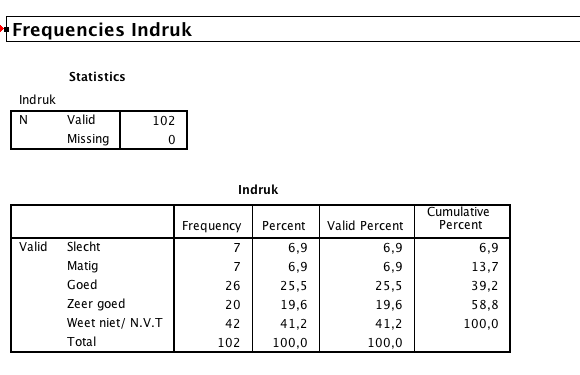 Frequencies Indruk
Statistics
Indruk
N Valid 102
Missing 0
Indruk
Frequency Percent Valid Percent Cumulative Percent
Valid Slecht 7 6,9 6,9 6,9
Matig 7 6,9 6,9 13,7
Goed 26 25,5 25,5 39,2
Zeer goed 20 19,6 19,6 58,8
Weet niet/ N.V.T 42 41,2 41,2 100,0
Total 102 100,0 100,0